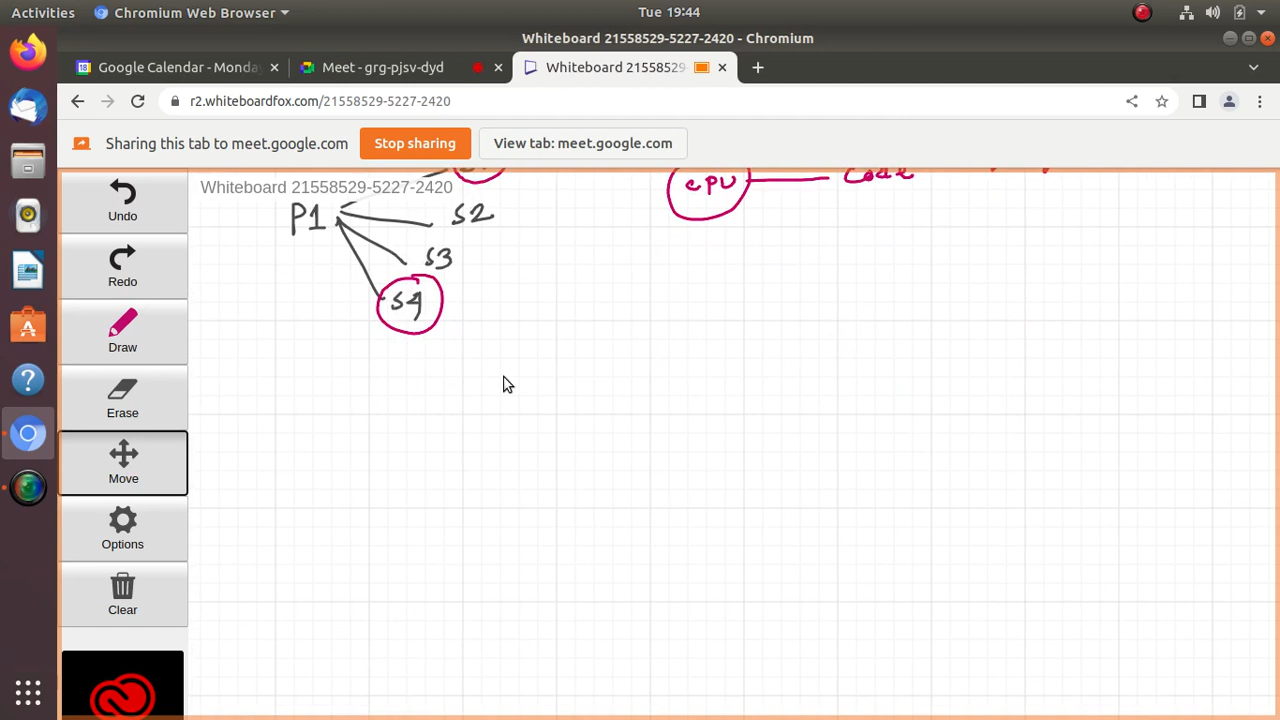 Activities Chromium Web Browser Tue 19:44
Whiteboard 21558529-5227-2420 - Chromium
Google Calendar - Monda Meet - grg-pjsv-dyd Whiteboard 21558529
r2.whiteboardfox.com/21558529-5227-2420
Sharing this tab to meet.google.com Stop sharing View tab: meet.google.com
Whiteboard 21558529-5227-2420
Undo
Redo
Draw
Erase
Move
Options
Clear
CPU Code
P1 S2
S3
S4